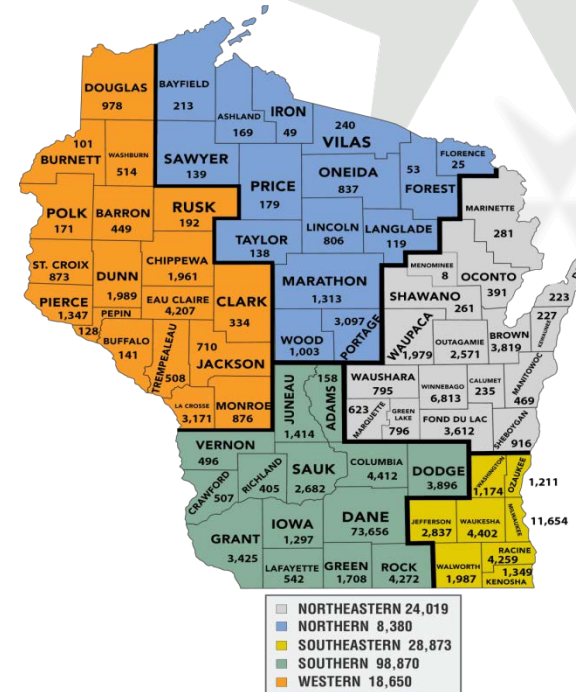 DOUGLAS
978
BAYFIELD
213
ASHLAND
169
IRON
49
240
VILAS
FLORENCE
25
101
BURNETT
WASHBURN
514
SAWYER
139
PRICE
179
ONEIDA
837
53
FOREST
MARINETTE
281
POLK
171
BARRON
449
RUSK
192
TAYLOR
138
LINCOLN
806
LANGLADE
119
MENOMINEE
8
OCONTO
391
ST. CROIX
873
DUNN
1,989
CHIPPEWA
1,961
CLARK
334
MARATHON
1,313
SHAWANO
261
223
PIERCE
1,347
PEPIN
128
EAU CLAIRE
4,207
WOOD
1,003
3,097
PORTAGE
WAUPACA
1,979
OUTAGAMIE
2,571
BROWN
3,819
227
KEWAUNEE
BUFFALO
141
TREMPEALEAU
508
710
JACKSON
158
ADAMS
WAUSHARA
795
WINNEBAGO
6,813
CALUMET
235
MANITOWOC
469
LA CROSSE
3,171
MONROE
876
JUNEAU
1,414
623
MARQUETTE
GREEN
LAKE
796
FOND DU LAC
3,612
SHEBOYGAN
916
VERNON
496
CRAWFORD
507
RICHLAND
405
SAUK
2,682
COLUMBIA
4,412
DODGE
3,896
WASHINGTON
1,174
OZAUKEE
1,211
GRANT
3,425
IOWA
1,297
DANE
73,656
JEFFERSON
2,837
WAUKESHA
4,402
MILWAUKEE
11,654
LAFAYETTE
542
GREEN
1,708
ROCK
4,272
WALWORTH
1,987
RACINE
4,259
1,349
KENOSHA
NORTHEASTERN 24,019
NORTHERN 8,380
SOUTHEASTERN 28,873
SOUTHERN 98,870
WESTERN 18,650